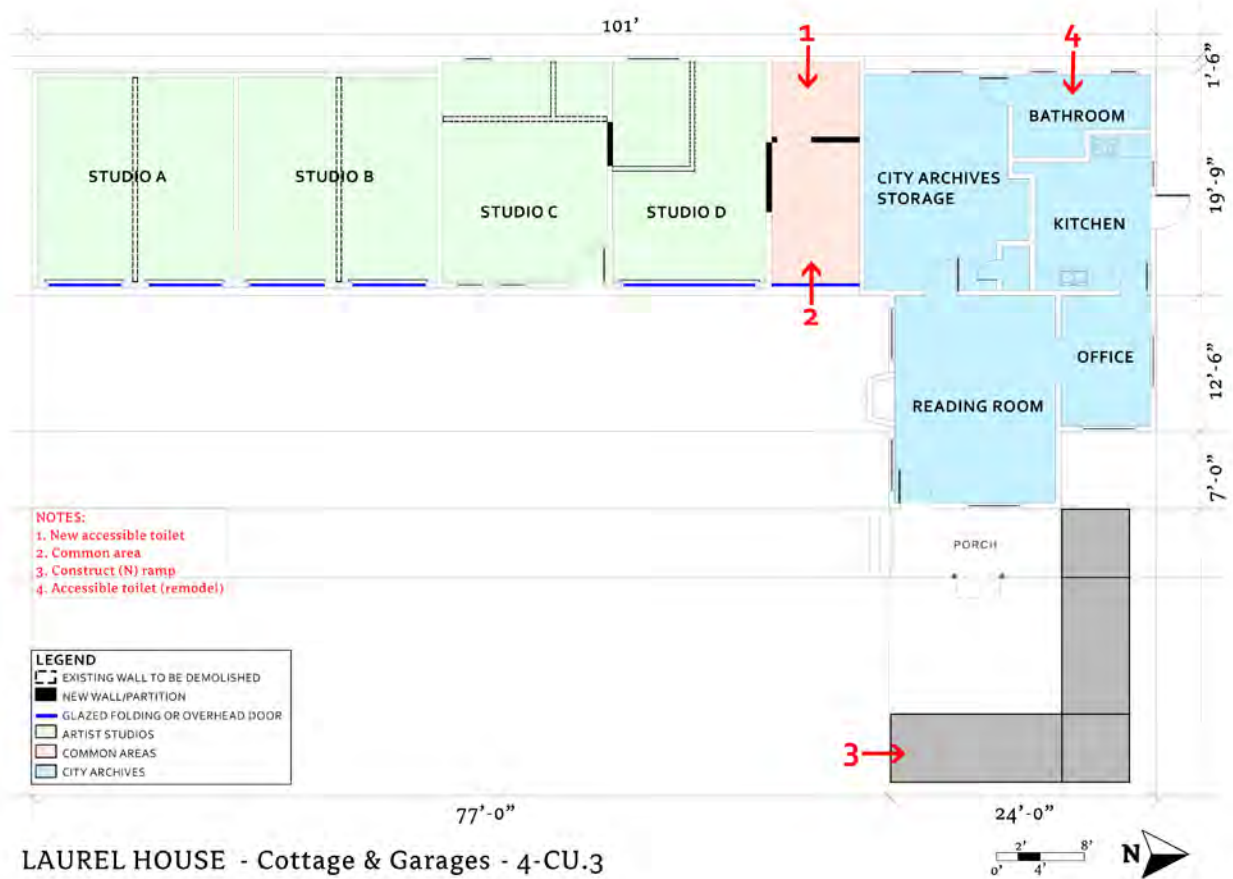 101'
1
4
1'-6"
BATHROOM
STUDIO A
STUDIO B
CITY ARCHIVES
STORAGE
19'-9"
STUDIO C
STUDIO D
KITCHEN
2
OFFICE
12'-6"
READING ROOM
7'-0"
NOTES:
1. New accessible toilet
2. Common area
3. Construct (N) ramp
4. Accessible toilet (remodel)
PORCH
LEGEND
EXISTING WALL TO BE DEMOLISHED
NEW WALL/PARTITION
GLAZED FOLDING OR OVERHEAD DOOR
ARTIST STUDIOS
COMMON AREAS
CITY ARCHIVES
3
77'-0"
24'-0"
LAUREL HOUSE - Cottage & Garages - 4-CU.3
2' 8'
0' 4'
N